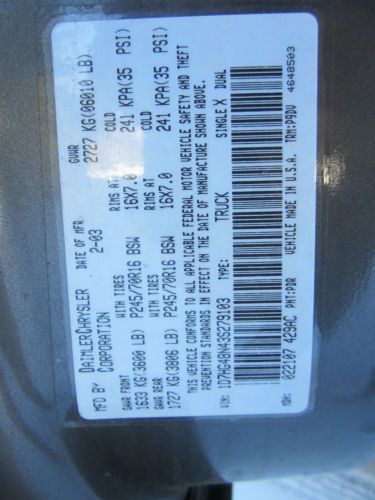 MFD BY DAIMLERCHRYSLER CORPORATION
DATE OF MFR 2-03
GVWR 2727 KG(06010 LB)
GAWR FRONT 1633 KG(3600 LB)
WITH TIRES P245/70R16 BSW
RIMS AT 16X7.0
COLD 241 KPA(35 PSI)
GAWR REAR 1727 KG(3806 LB)
WITH TIRES P245/70R16 BSW
RIMS AT 16X7.0
COLD 241 KPA(35 PSI)
THIS VEHICLE CONFORMS TO ALL APPLICABLE FEDERAL MOTOR VEHICLE SAFETY AND THEFT
PREVENTION STANDARDS IN EFFECT ON THE DATE OF MANUFACTURE SHOWN ABOVE.
VIN: 1D7HG48N43S279103 TYPE: TRUCK SINGLE X DUAL
022107 429AC PNT:PDR VEHICLE MADE IN U.S.A. TRM:P9DV 4648503